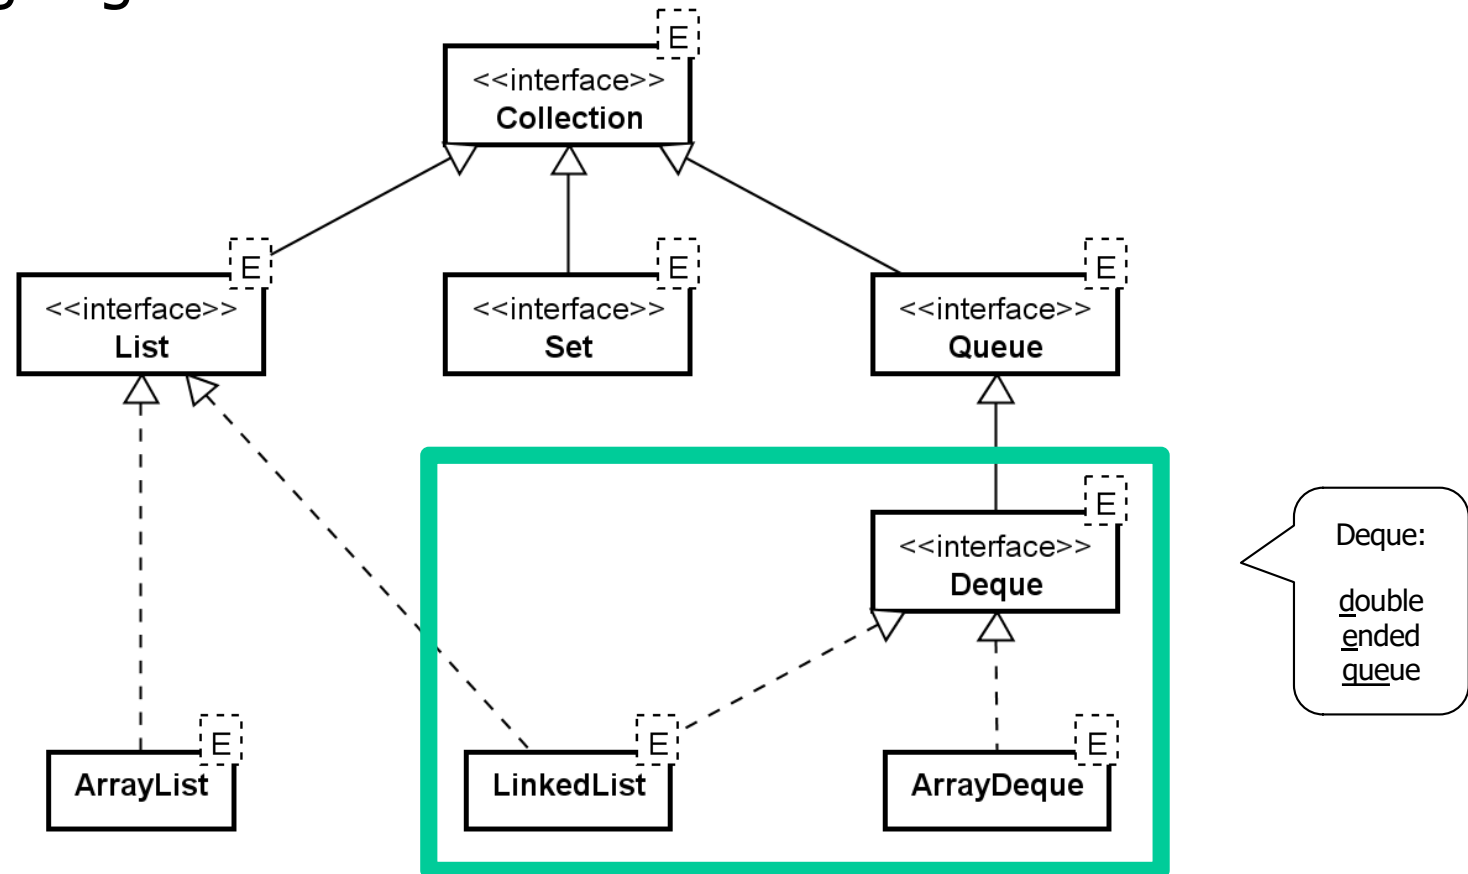 E
<<interface>>
Collection
E
<<interface>>
List
E
<<interface>>
Set
E
<<interface>>
Queue
E
<<interface>>
Deque
Deque:
double
ended
queue
E
ArrayList
E
LinkedList
E
ArrayDeque